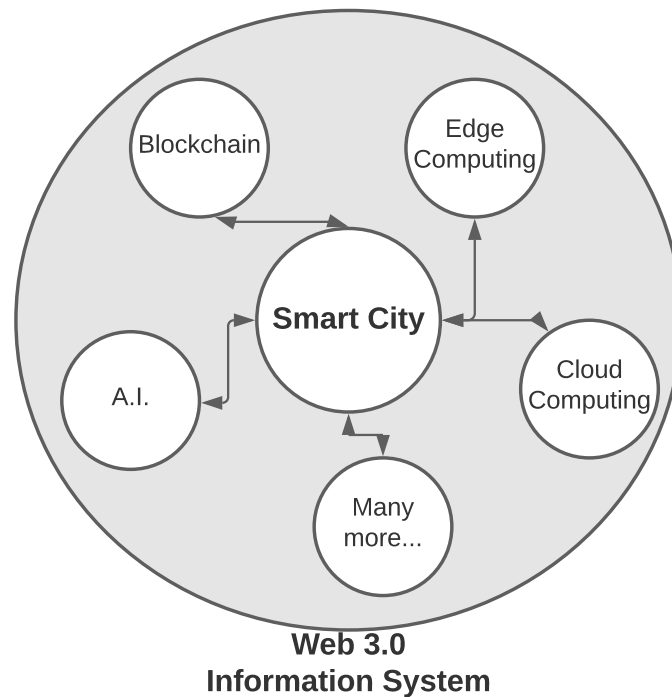 Blockchain
Edge
Computing
Smart City
A.I.
Cloud
Computing
Many
more...
Web 3.0
Information System